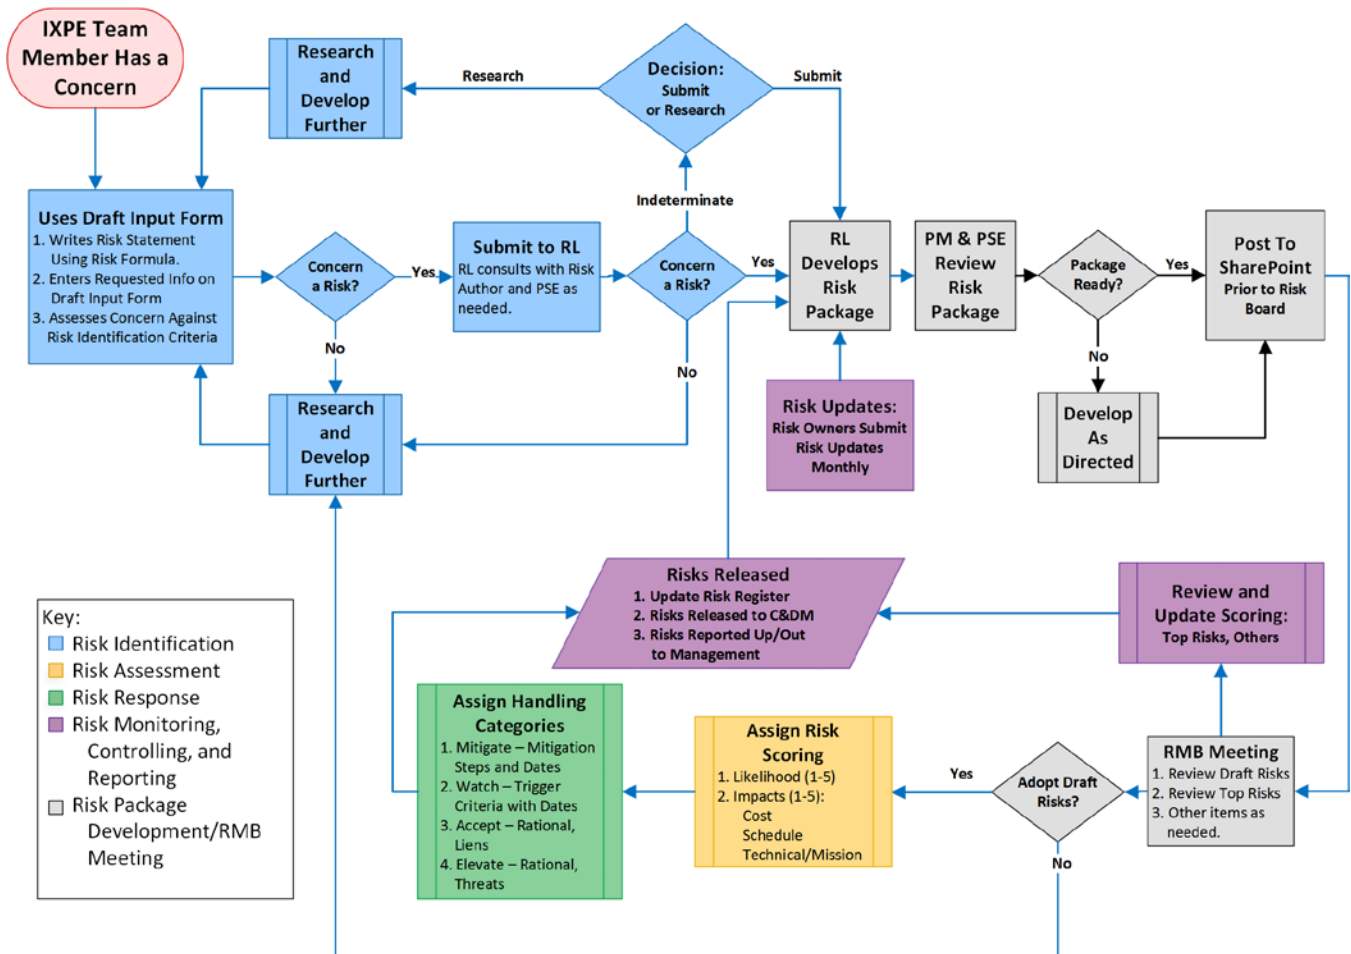 IXPE Team
Member Has a
Concern
Research
and
Develop
Further
Research
Decision:
Submit
or Research
Submit
Indeterminate
Uses Draft Input Form
1. Writes Risk Statement
Using Risk Formula.
2. Enters Requested Info on
Draft Input Form
3. Assesses Concern Against
Risk Identification Criteria
Concern
a Risk?
Yes
No
Submit to RL
RL consults with Risk
Author and PSE as
needed.
Concern
a Risk?
Yes
No
RL
Develops
Risk
Package
PM & PSE
Review
Risk
Package
Package
Ready?
Yes
No
Post To
SharePoint
Prior to Risk
Board
Research
and
Develop
Further
Risk Updates:
Risk Owners Submit
Risk Updates
Monthly
Develop
As
Directed
Risks Released
1. Update Risk Register
2. Risks Released to C&DM
3. Risks Reported Up/Out
to Management
Review and
Update Scoring:
Top Risks, Others
Key:
Risk Identification
Risk Assessment
Risk Response
Risk Monitoring,
Controlling, and
Reporting
Risk Package
Development/RMB
Meeting
Assign Handling
Categories
1. Mitigate – Mitigation
Steps and Dates
2. Watch – Trigger
Criteria with Dates
3. Accept – Rational,
Liens
4. Elevate – Rational,
Threats
Assign Risk
Scoring
1. Likelihood (1-5)
2. Impacts (1-5):
Cost
Schedule
Technical/Mission
Yes
Adopt Draft
Risks?
No
RMB Meeting
1. Review Draft Risks
2. Review Top Risks
3. Other items as
needed.